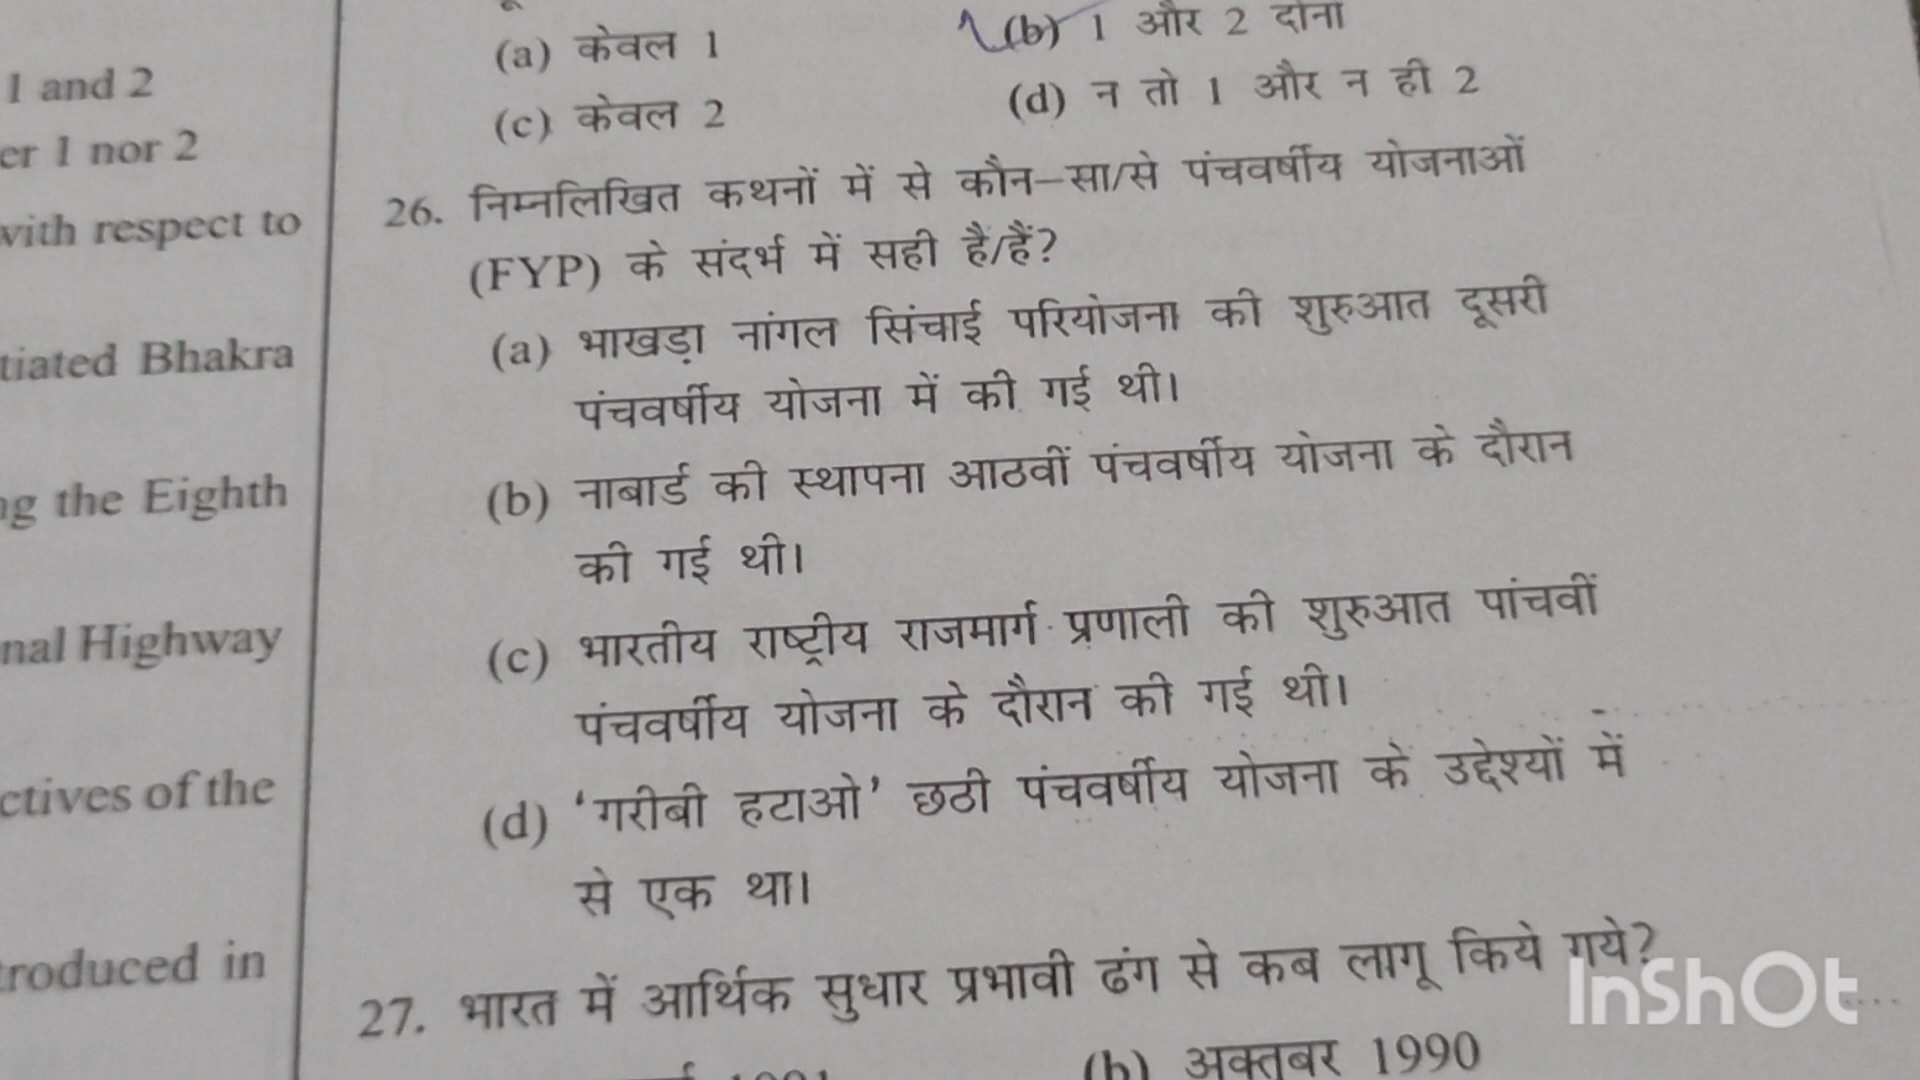 1 and 2
er 1 nor 2
with respect to
tiated Bhakra
the Eighth
nal Highway
ctives of the
roduced in
(a) केवल 1
(b) 1 और 2 दोनों
(c) केवल 2
(d) न तो 1 और न ही 2
26. निम्नलिखित कथनों में से कौन-सा/से पंचवर्षीय योजनाओं
(FYP) के संदर्भ में सही है/हैं?
(a) भाखड़ा नांगल सिंचाई परियोजना की शुरुआत दूसरी
पंचवर्षीय योजना में की गई थी।
(b) नाबार्ड की स्थापना आठवीं पंचवर्षीय योजना के दौरान
की गई थी।
(c) भारतीय राष्ट्रीय राजमार्ग प्रणाली की शुरुआत पांचवीं
पंचवर्षीय योजना के दौरान की गई थी।
(d) 'गरीबी हटाओ' छठी पंचवर्षीय योजना के उद्देश्यों में
से एक था।
27. भारत में आर्थिक सुधार प्रभावी ढंग से कब लागू किये गये?
(b) अक्तूबर 1990
InShOt